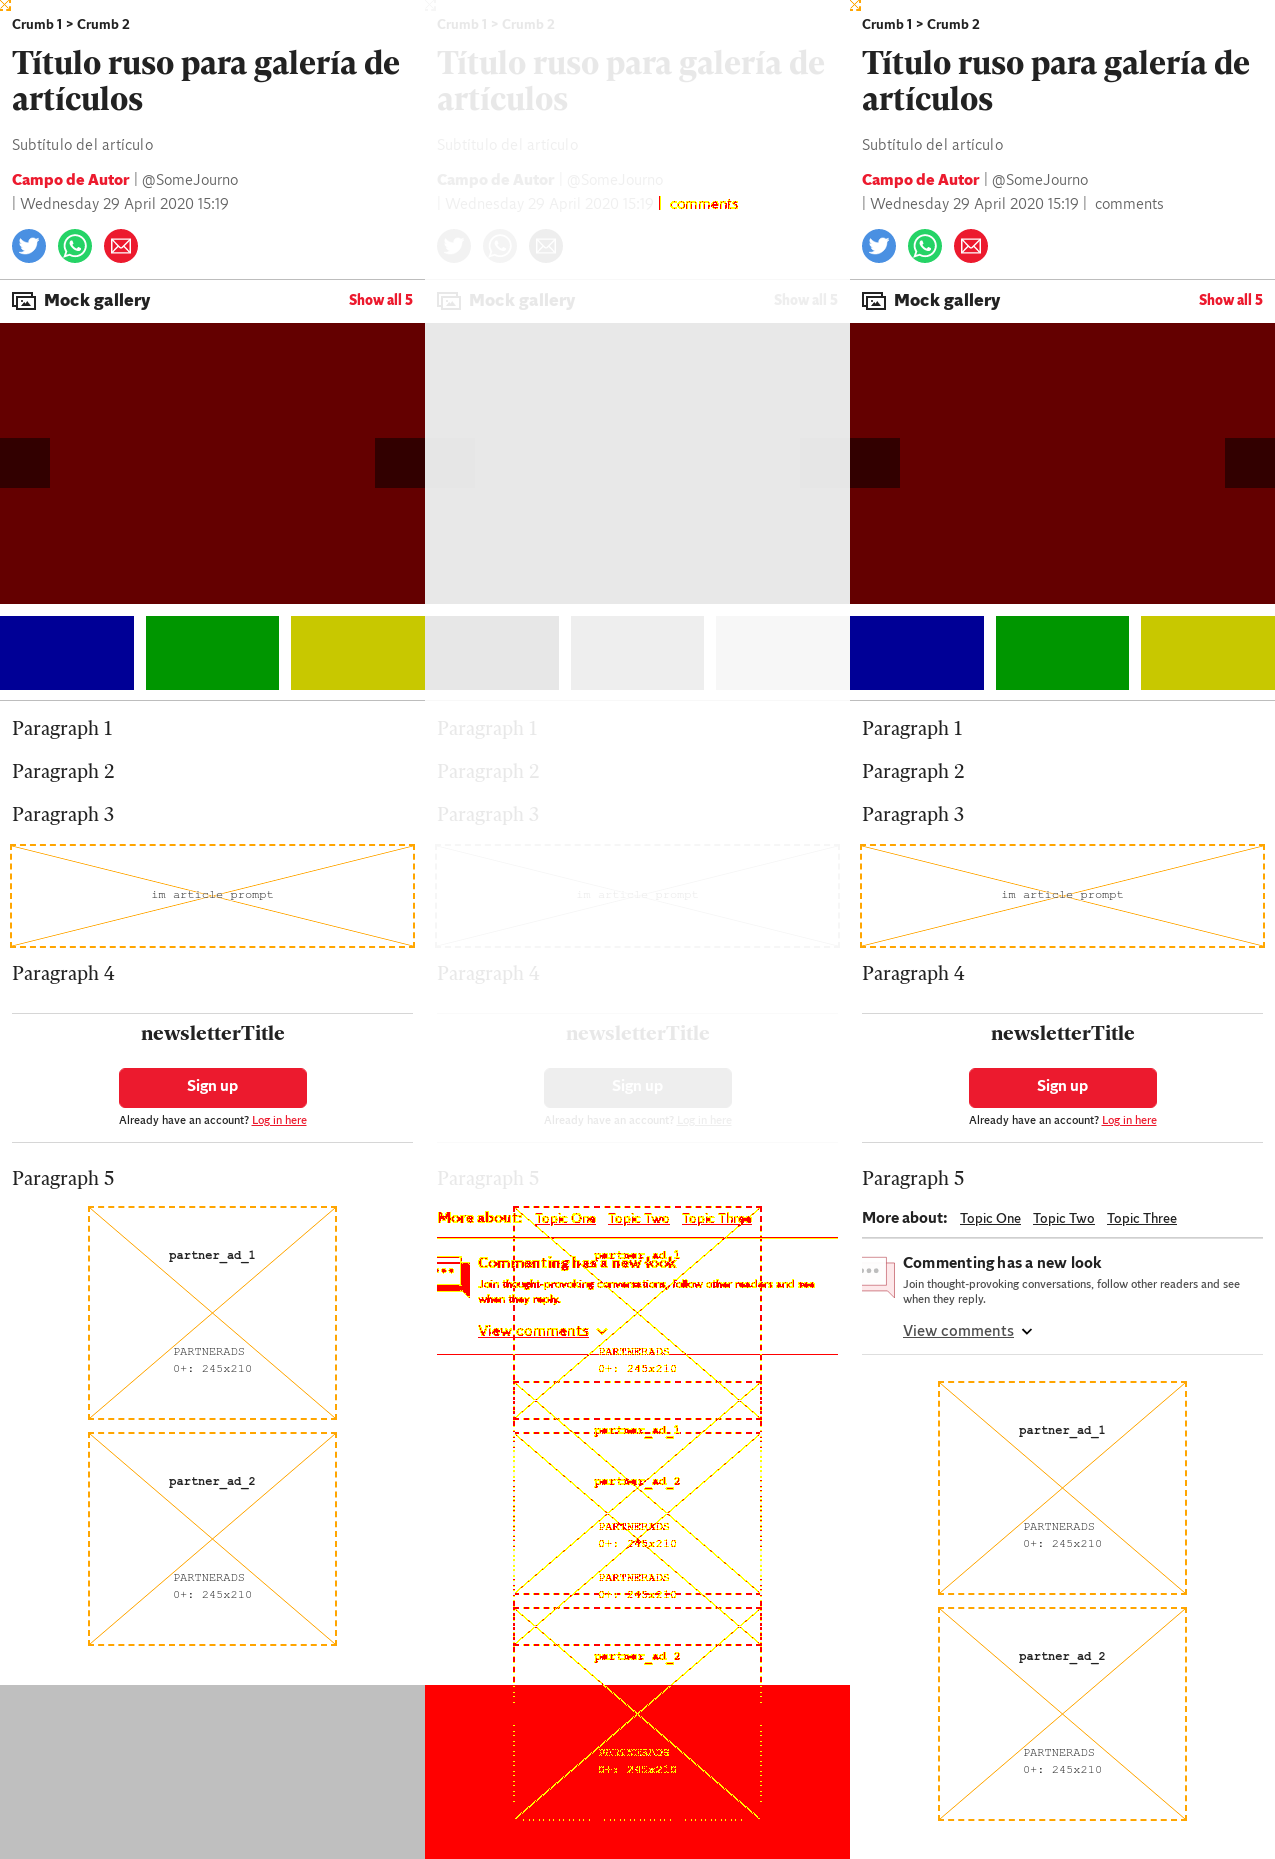 Crumb 1 > Crumb 2
Título ruso para galería de
artículos
Subtítulo del artículo
Campo de Autor | @SomeJourno
| Wednesday 29 April 2020 15:19
Mock gallery
Show all 5
Paragraph 1
Paragraph 2
Paragraph 3
im article prompt
Paragraph 4
newsletterTitle
Sign up
Already have an account? Log in here
Paragraph 5
partner_ad_1
PARTNERADS
0+: 245x210
partner_ad_2
PARTNERADS
0+: 245x210
Crumb 1 > Crumb 2
Título ruso para galería de
artículos
Subtítulo del artículo
Campo de Autor | @SomeJourno
| Wednesday 29 April 2020 15:19 | comments
Mock gallery
Show all 5
Paragraph 1
Paragraph 2
Paragraph 3
im article prompt
Paragraph 4
newsletterTitle
Sign up
Already have an account? Log in here
Paragraph 5
More about: Topic One Topic Two Topic Three
partner_ad_1
Commenting has a new look
Join thought-provoking conversations, follow other readers and see
when they reply.
View comments
PARTNERADS
0+: 245x210
partner_ad_1
partner_ad_2
PARTNERADS
0+: 245x210
PARTNERADS
0+: 245x210
partner_ad_2
PARTNERADS
0+: 245x210
Crumb 1 > Crumb 2
Título ruso para galería de
artículos
Subtítulo del artículo
Campo de Autor | @SomeJourno
| Wednesday 29 April 2020 15:19 | comments
Mock gallery
Show all 5
Paragraph 1
Paragraph 2
Paragraph 3
im article prompt
Paragraph 4
newsletterTitle
Sign up
Already have an account? Log in here
Paragraph 5
More about: Topic One Topic Two Topic Three
Commenting has a new look
Join thought-provoking conversations, follow other readers and see
when they reply.
View comments
partner_ad_1
PARTNERADS
0+: 245x210
partner_ad_2
PARTNERADS
0+: 245x210